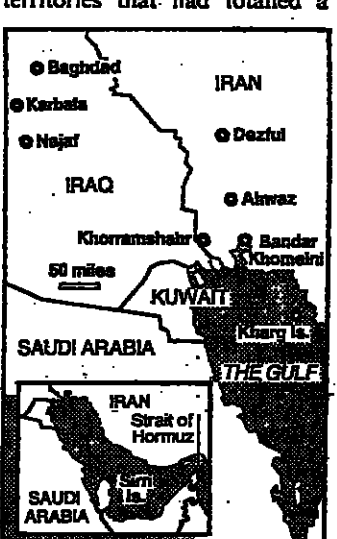 territories that had totalled a
Baghdad
IRAN
Karbala
Najaf
Dezful
IRAQ
Ahwaz
Khorramshahr
Bandar
Khomeini
50 miles
KUWAIT
Kharg Is.
SAUDI ARABIA
THE GULF
IRAN
Strait of
Hormuz
Sirri
Is.
SAUDI
ARABIA